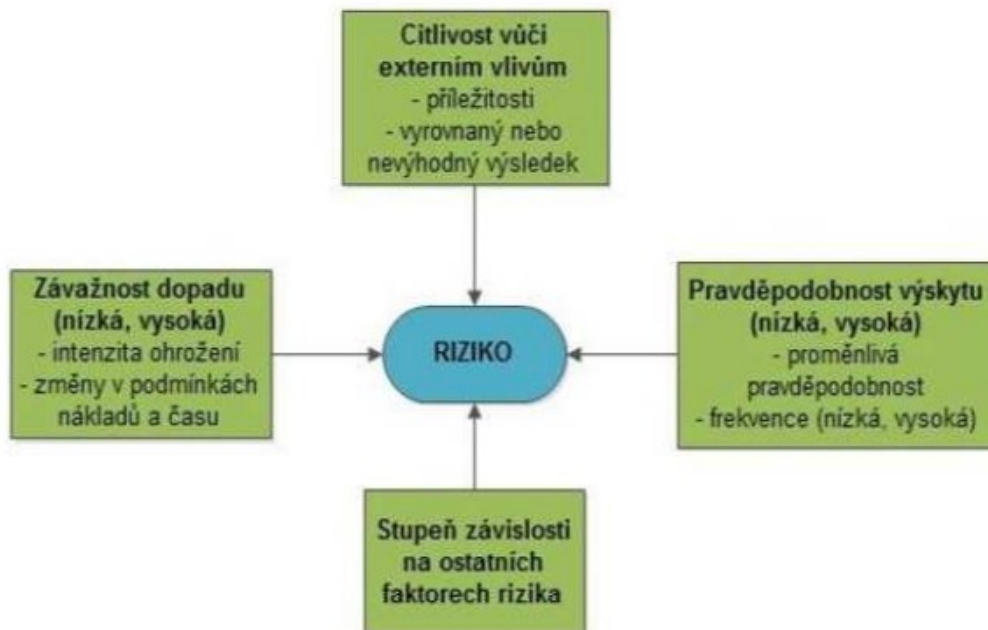 Citlivost vůči
externím vlivům
- příležitosti
- vyrovnaný nebo
nevýhodný výsledek
Závažnost dopadu
(nízká, vysoká)
- intenzita ohrožení
- změny v podmínkách
nákladů a času
RIZIKO
Pravděpodobnost výskytu
(nízká, vysoká)
- proměnlivá
pravděpodobnost
- frekvence (nízká, vysoká)
Stupeň závislosti
na ostatních
faktorech rizika